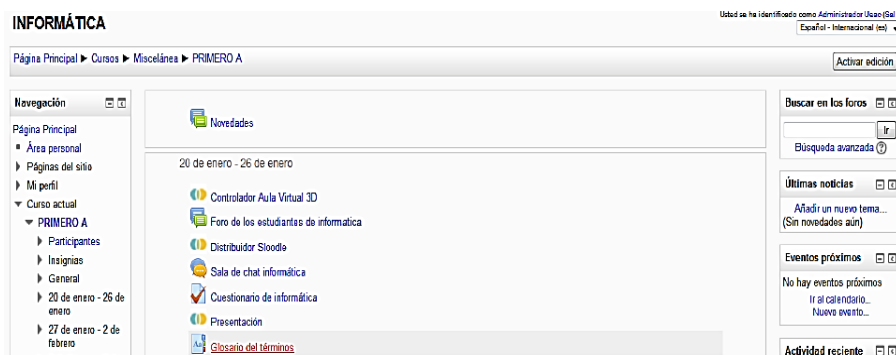 INFORMÁTICA
Usted se ha identificado como Administrador Usac (Sal
Español - Internacional (es)
Página Principal ▶ Cursos ▶ Miscelánea ▶ PRIMERO A
Activar edición
Navegación
Página Principal
Área personal
Páginas del sitio
Mi perfil
Curso actual
PRIMERO A
Participantes
Insignias
General
20 de enero - 26 de
enero
27 de enero - 2 de
febrero
Novedades
20 de enero - 26 de enero
Controlador Aula Virtual 3D
Foro de los estudiantes de informatica
Distribuidor Sloodle
Sala de chat informática
Cuestionario de informática
Presentación
Glosario del términos
Buscar en los foros
Ir
Búsqueda avanzada
Últimas noticias
Añadir un nuevo tema...
(Sin novedades aún)
Eventos próximos
No hay eventos próximos
Ir al calendario...
Nuevo evento...
Actividad reciente